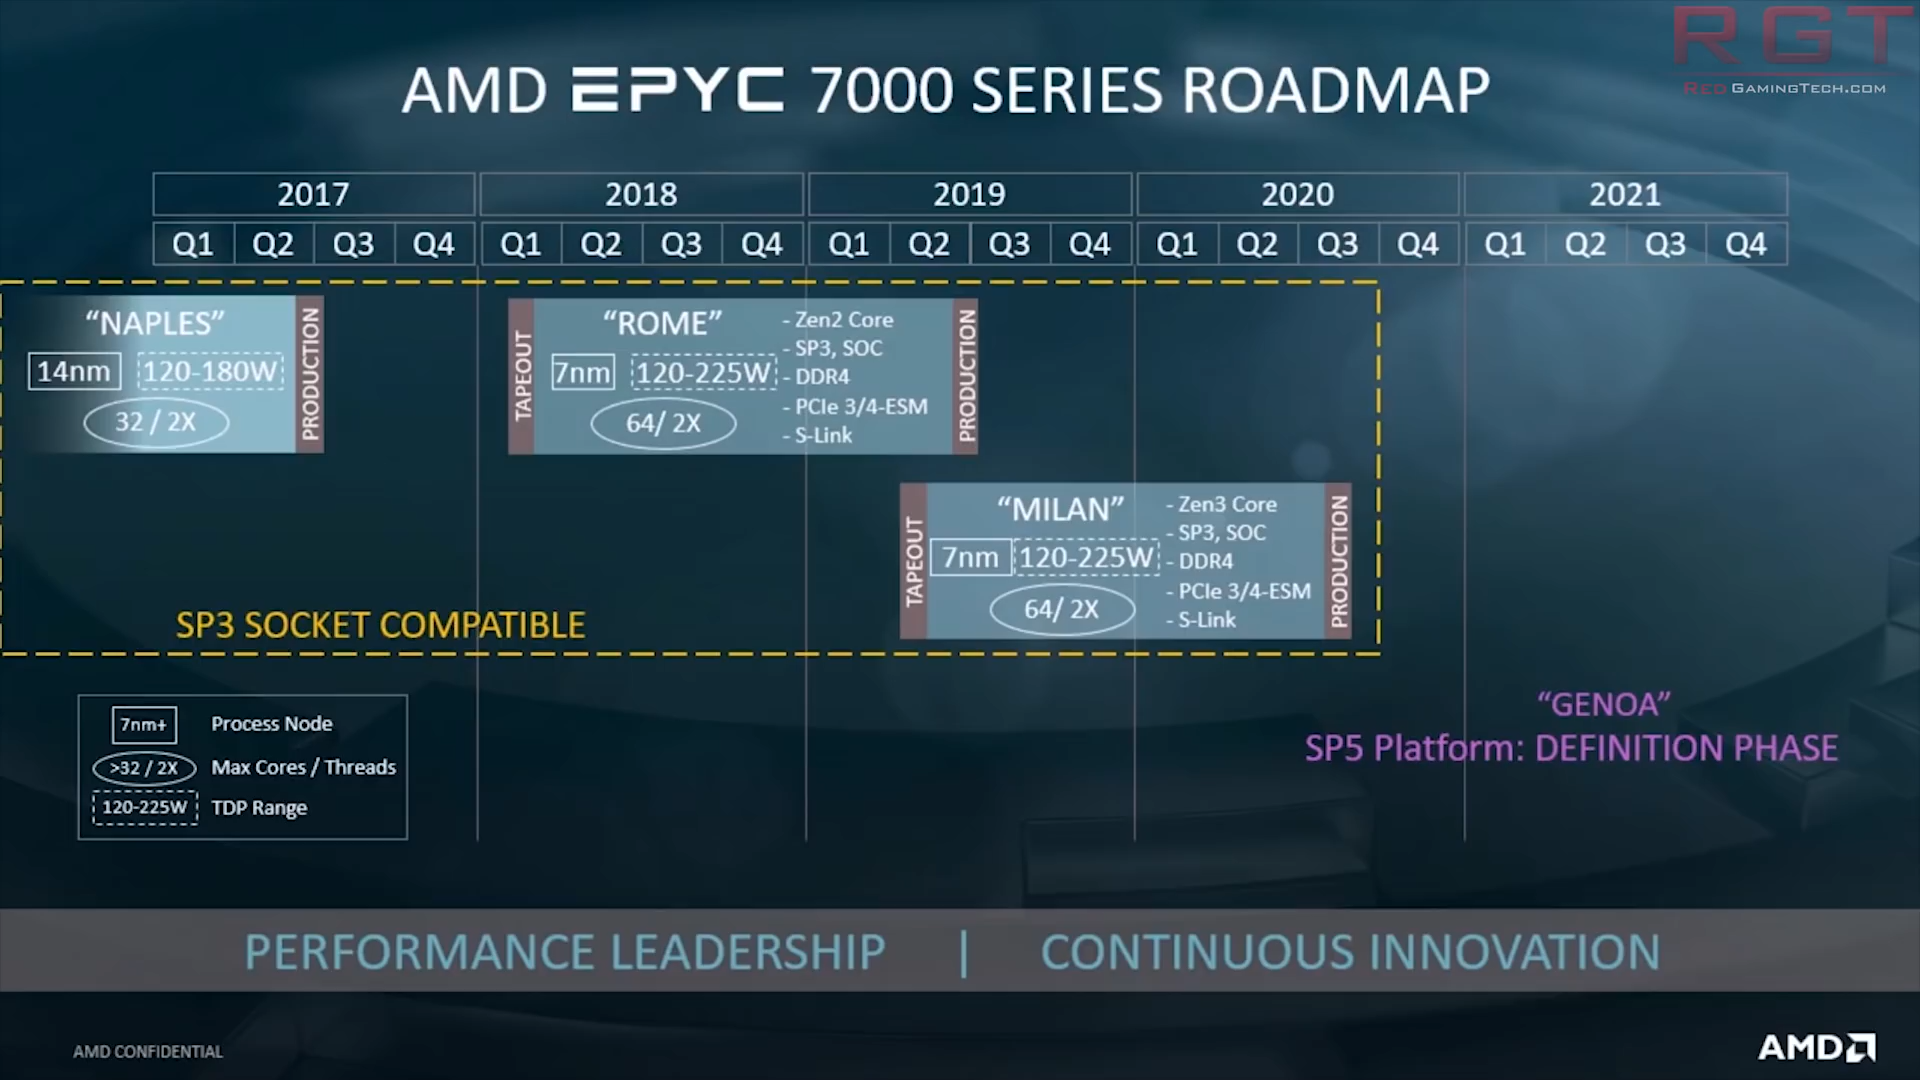 RGT
RED GAMINGTECH.COM
AMD EPYC 7000 SERIES ROADMAP
2017 2018 2019 2020 2021
Q1 Q2 Q3 Q4 Q1 Q2 Q3 Q4 Q1 Q2 Q3 Q4 Q1 Q2 Q3 Q4 Q1 Q2 Q3 Q4
“NAPLES”
14nm 120-180W
32 / 2X
PRODUCTION
TAPEOUT
“ROME”
7nm 120-225W
64/ 2X
- Zen2 Core
- SP3, SOC
- DDR4
- PCIe 3/4-ESM
- S-Link
PRODUCTION
TAPEOUT
“MILAN”
7nm 120-225W
64/ 2X
- Zen3 Core
- SP3, SOC
- DDR4
- PCIe 3/4-ESM
- S-Link
PRODUCTION
SP3 SOCKET COMPATIBLE
7nm+ Process Node
>32 / 2X Max Cores / Threads
120-225W TDP Range
“GENOA”
SP5 Platform: DEFINITION PHASE
PERFORMANCE LEADERSHIP | CONTINUOUS INNOVATION
AMD CONFIDENTIAL
AMD